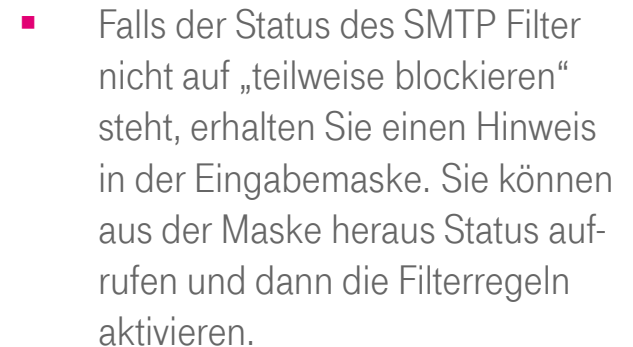 ▪ Falls der Status des SMTP Filter
nicht auf „teilweise blockieren“
steht, erhalten Sie einen Hinweis
in der Eingabemaske. Sie können
aus der Maske heraus Status auf-
rufen und dann die Filterregeln
aktivieren.